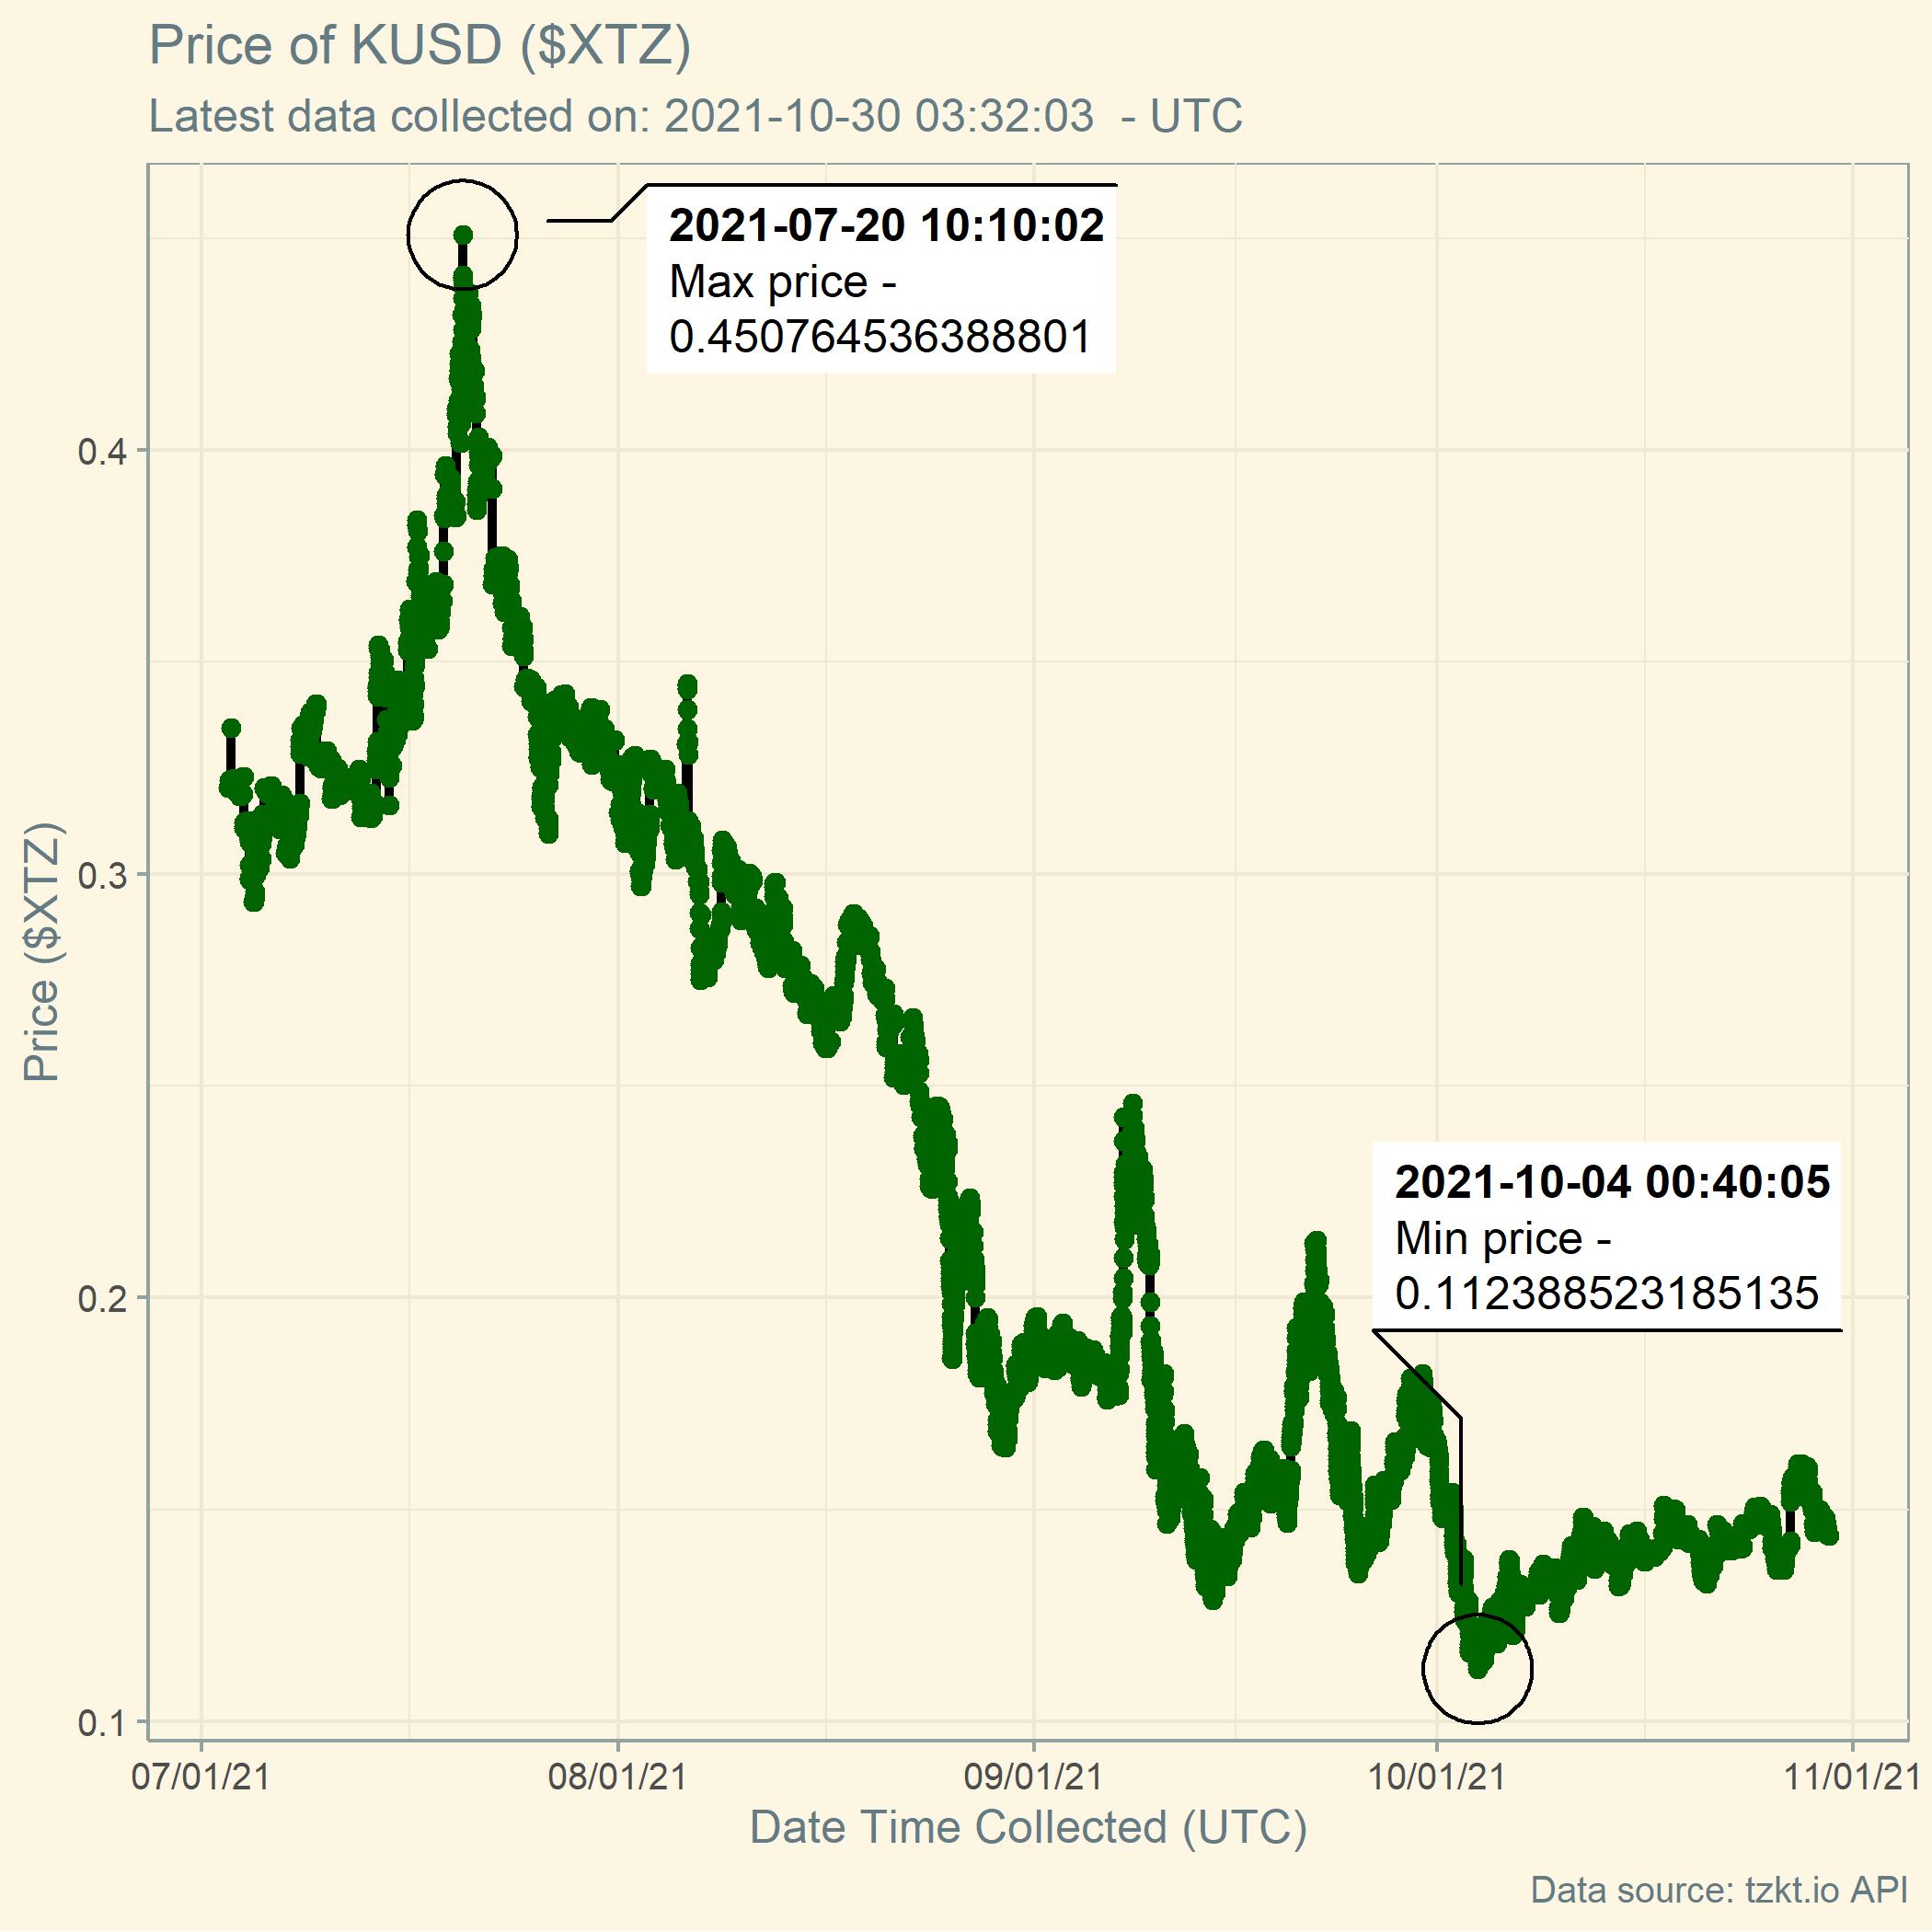 Price of KUSD ($XTZ)
Latest data collected on: 2021-10-30 03:32:03  - UTC
2021-07-20 10:10:02
Max price -
0.450764536388801
0.4
0.3
0.2
0.1
Price ($XTZ)
2021-10-04 00:40:05
Min price -
0.112388523185135
07/01/21
08/01/21
09/01/21
10/01/21
11/01/21
Date Time Collected (UTC)
Data source: tzkt.io API